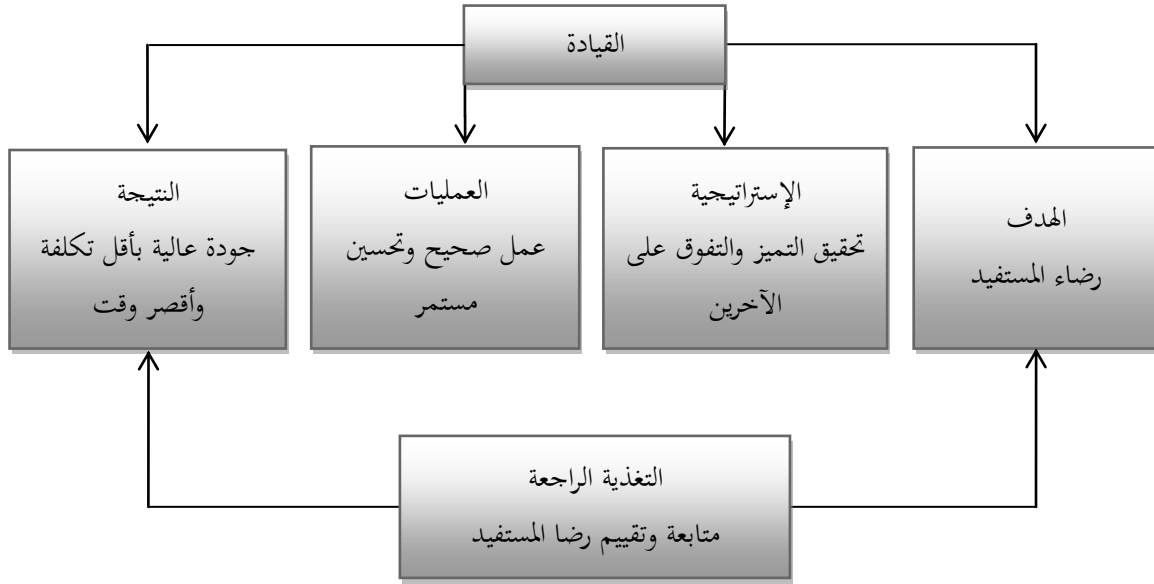 القيادة
الهدف
رضاء المستفيد
الإستراتيجية
تحقيق التميز والتفوق على
الآخرين
العمليات
عمل صحيح وتحسين
مستمر
النتيجة
جودة عالية بأقل تكلفة
وأقصر وقت
التغذية الراجعة
متابعة وتقييم رضا المستفيد